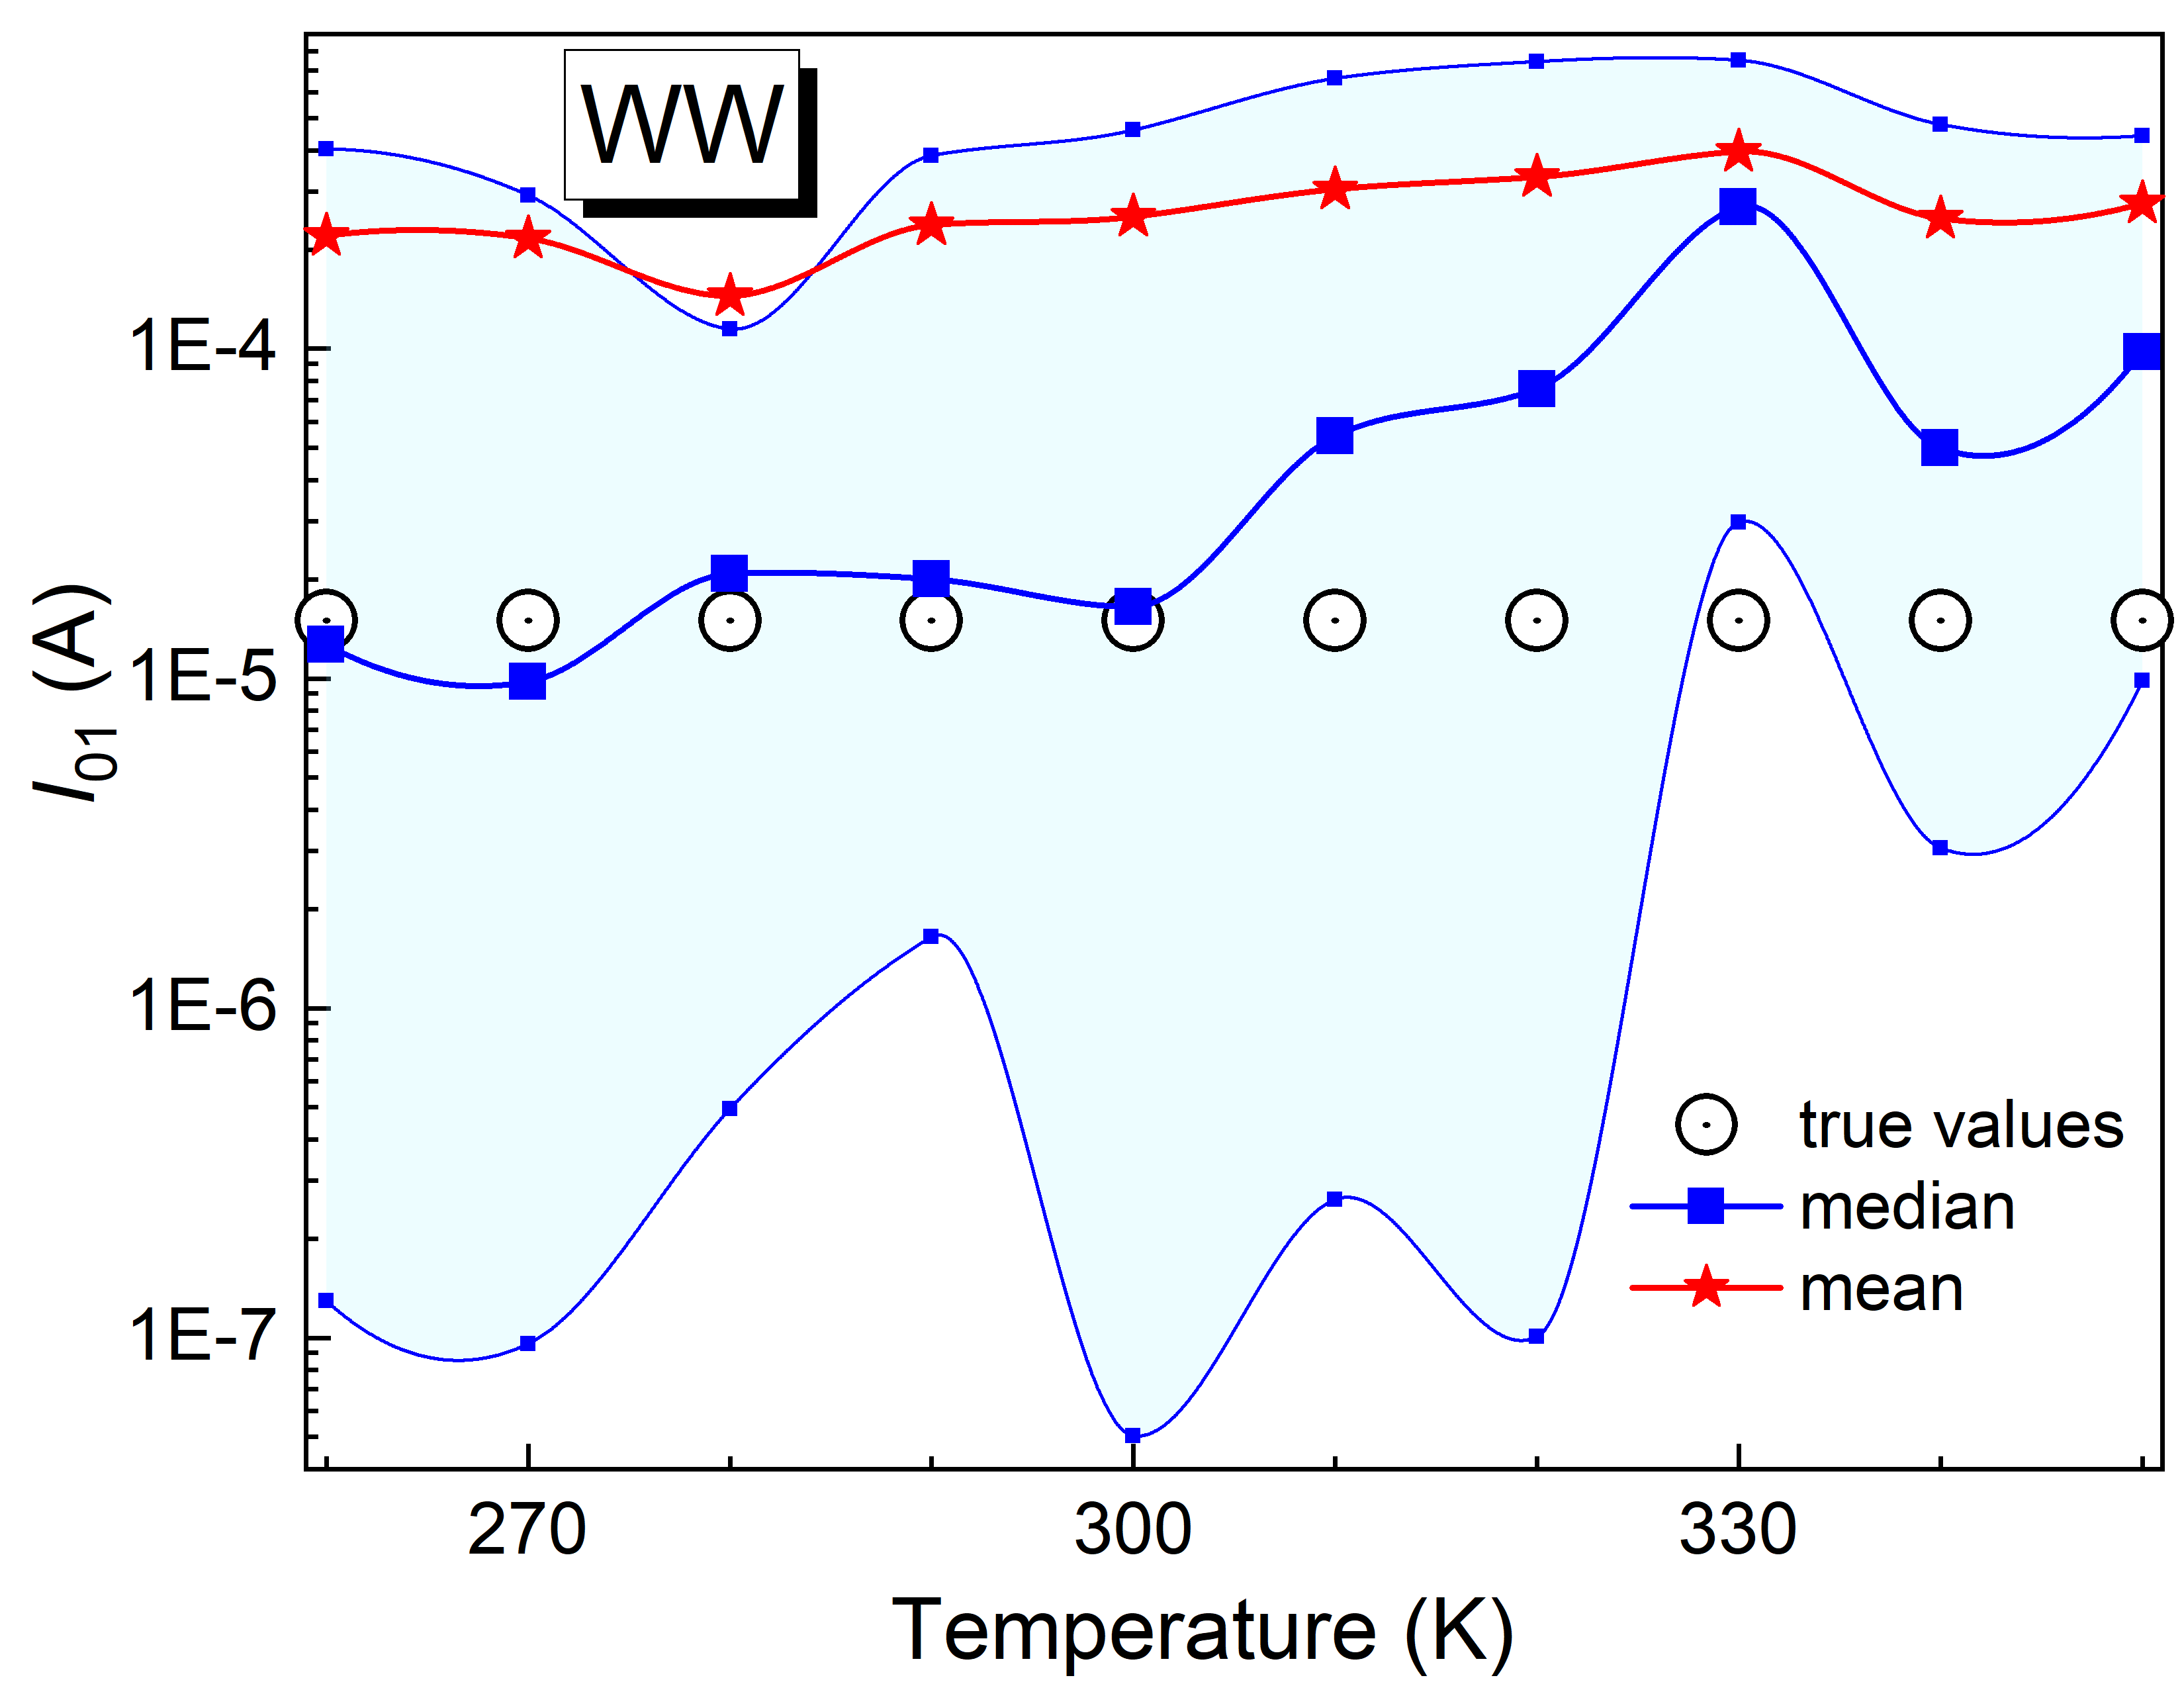 WW
1E-4
1E-5
1E-6
1E-7
I01 (A)
true values
median
mean
270 300 330
Temperature (K)